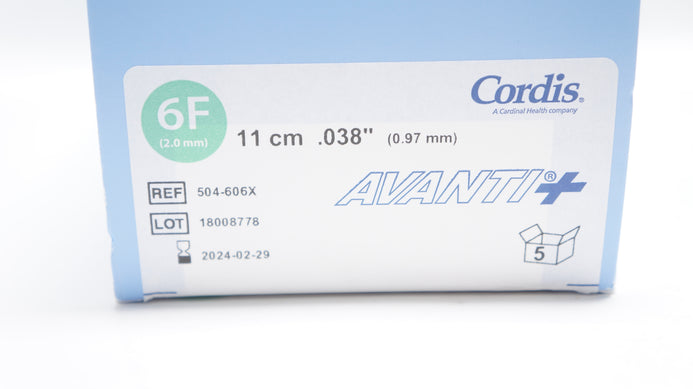 6F
(2.0 mm)
11 cm .038" (0.97 mm)
Cordis®
A Cardinal Health company
REF 504-606X
AVANTI®+
LOT 18008778
2024-02-29
5